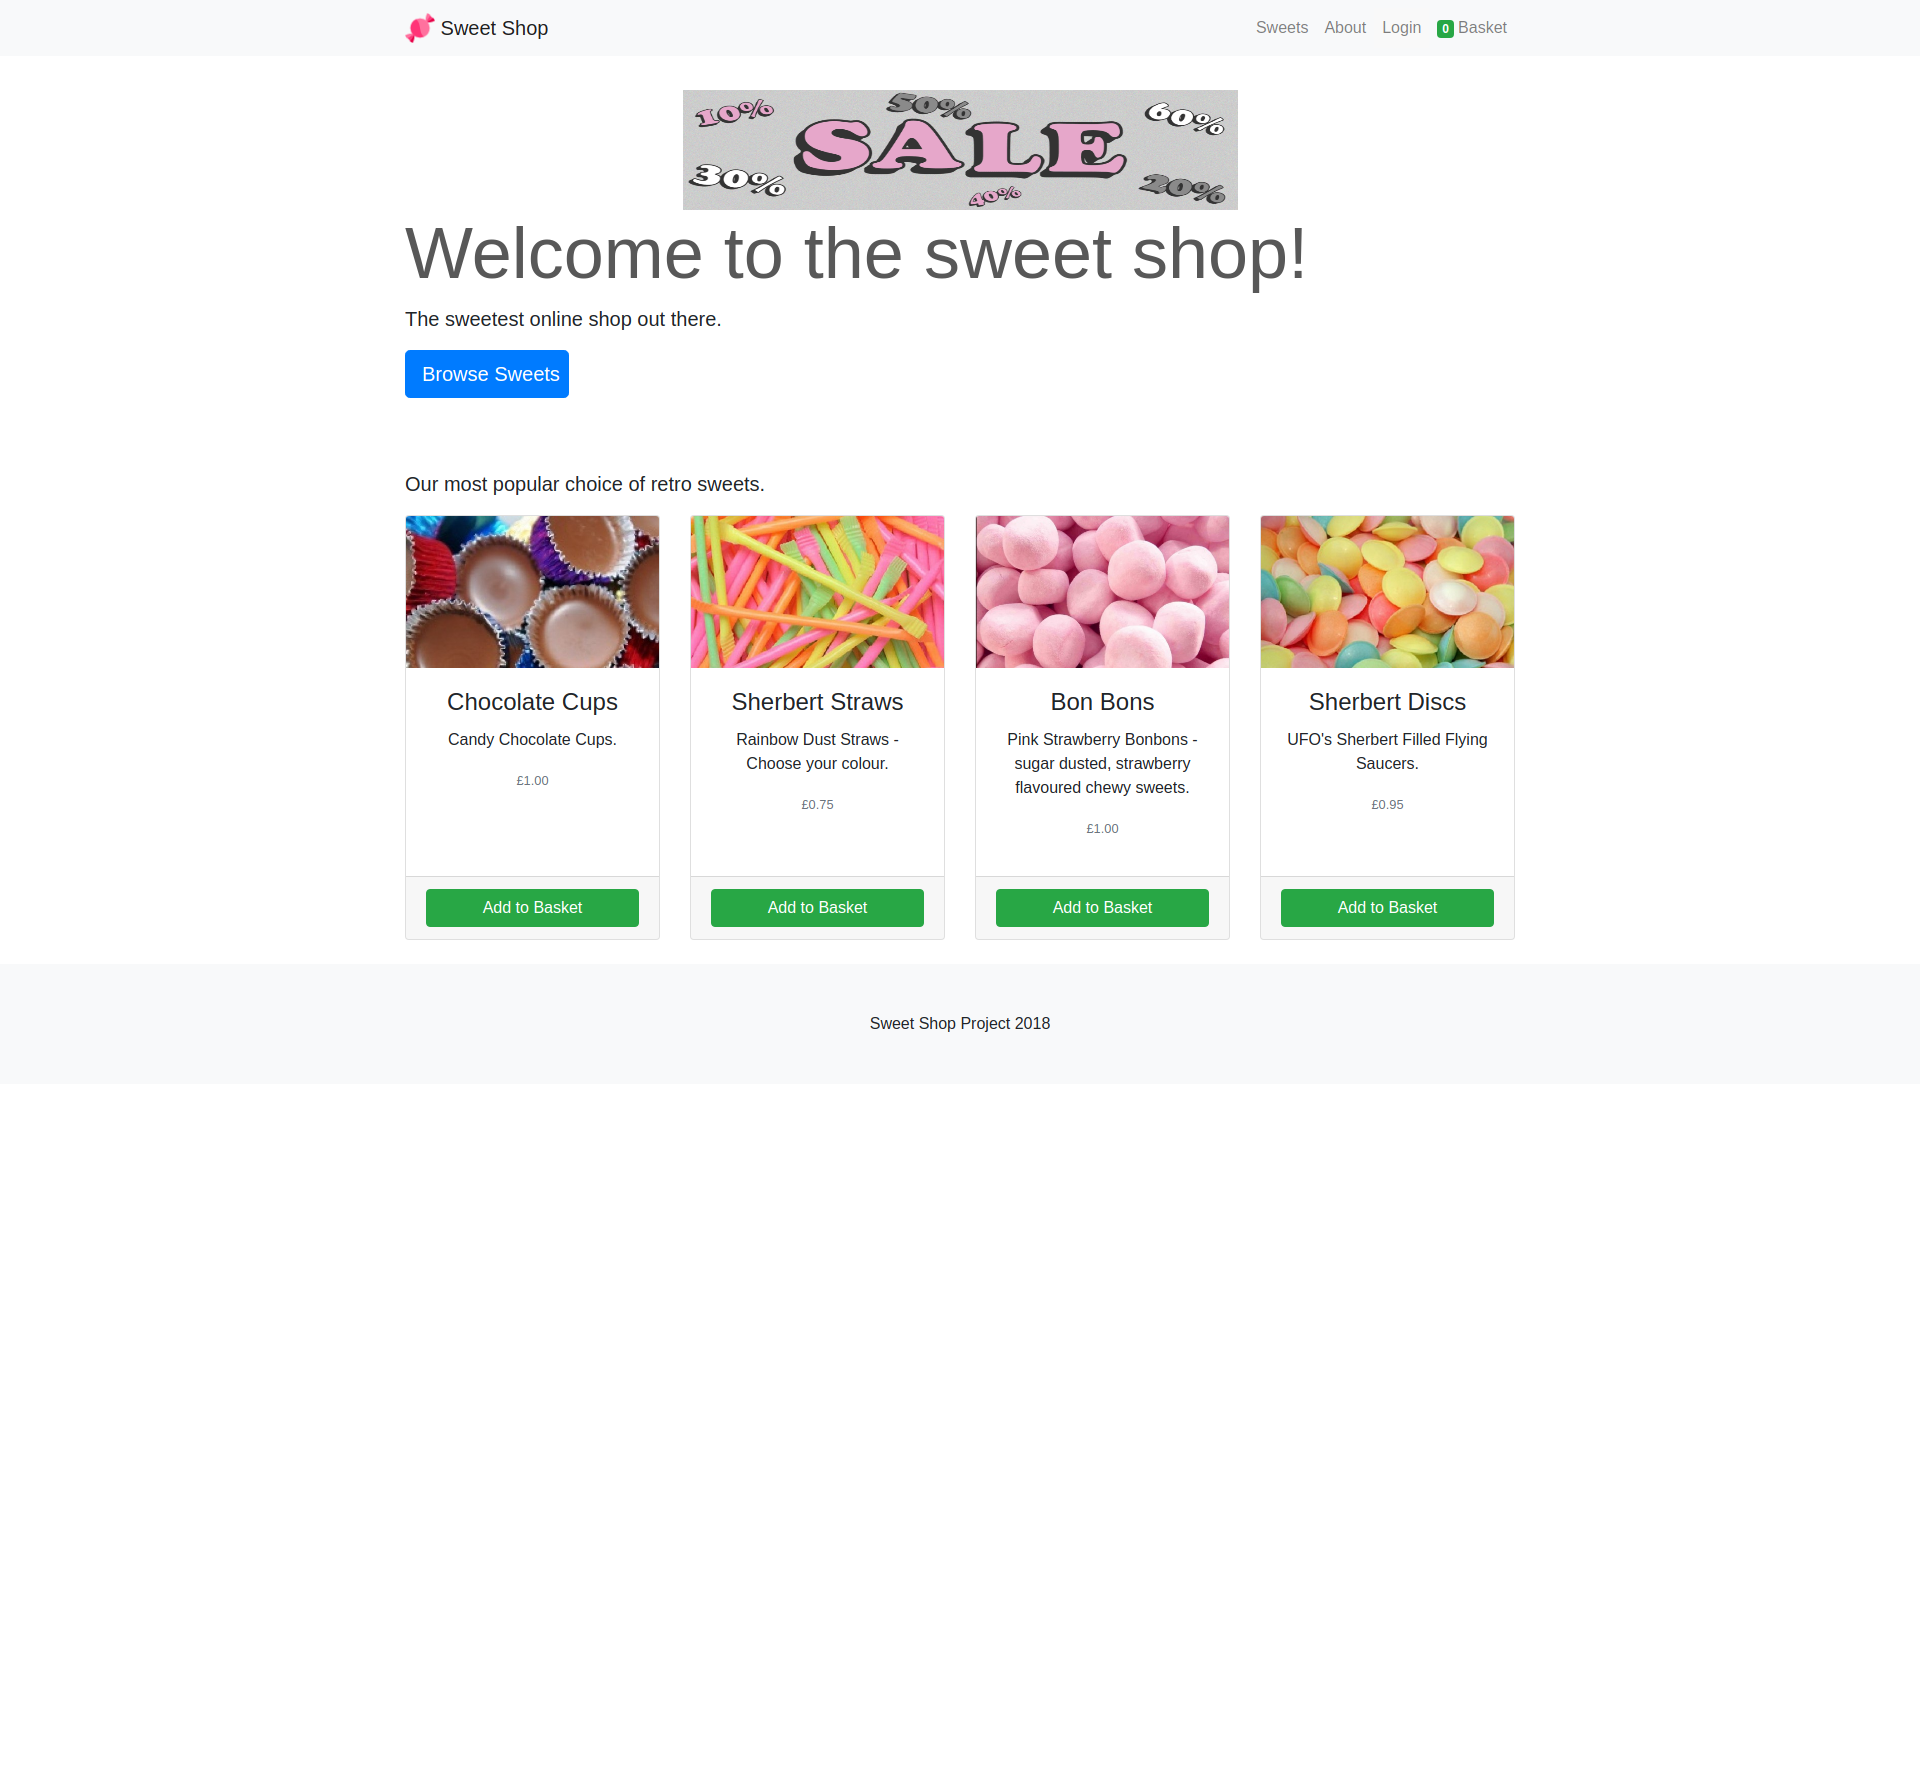 Sweet Shop
Sweets About Login 0 Basket
10% 50% 60%
SALE
30% 40% 20%
Welcome to the sweet shop!
The sweetest online shop out there.
Browse Sweets
Our most popular choice of retro sweets.
Chocolate Cups
Candy Chocolate Cups.
£1.00
Add to Basket
Sherbert Straws
Rainbow Dust Straws -
Choose your colour.
£0.75
Add to Basket
Bon Bons
Pink Strawberry Bonbons -
sugar dusted, strawberry
flavoured chewy sweets.
£1.00
Add to Basket
Sherbert Discs
UFO's Sherbert Filled Flying
Saucers.
£0.95
Add to Basket
Sweet Shop Project 2018